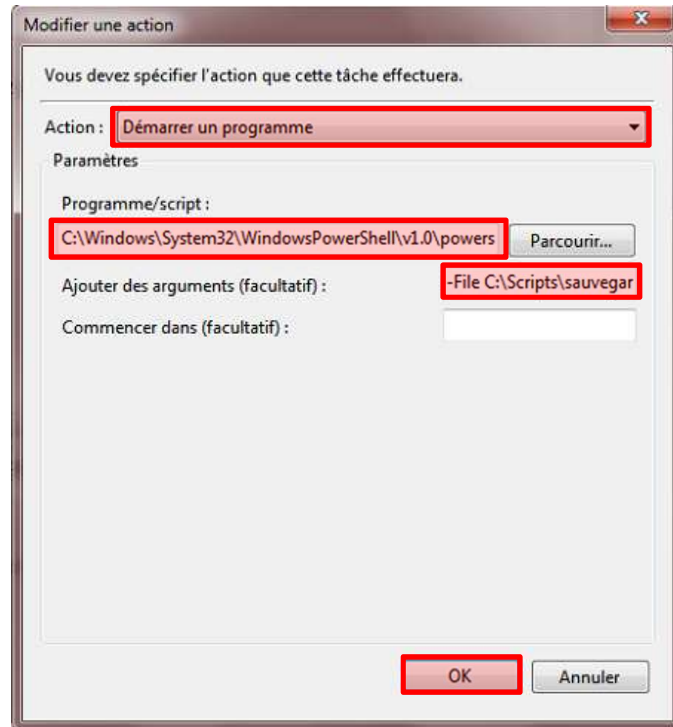 Modifier une action
Vous devez spécifier l'action que cette tâche effectuera.
Action : Démarrer un programme
Paramètres
Programme/script :
C:\Windows\System32\WindowsPowerShell\v1.0\powers Parcourir...
Ajouter des arguments (facultatif) : -File C:\Scripts\sauvegar
Commencer dans (facultatif) :
OK Annuler